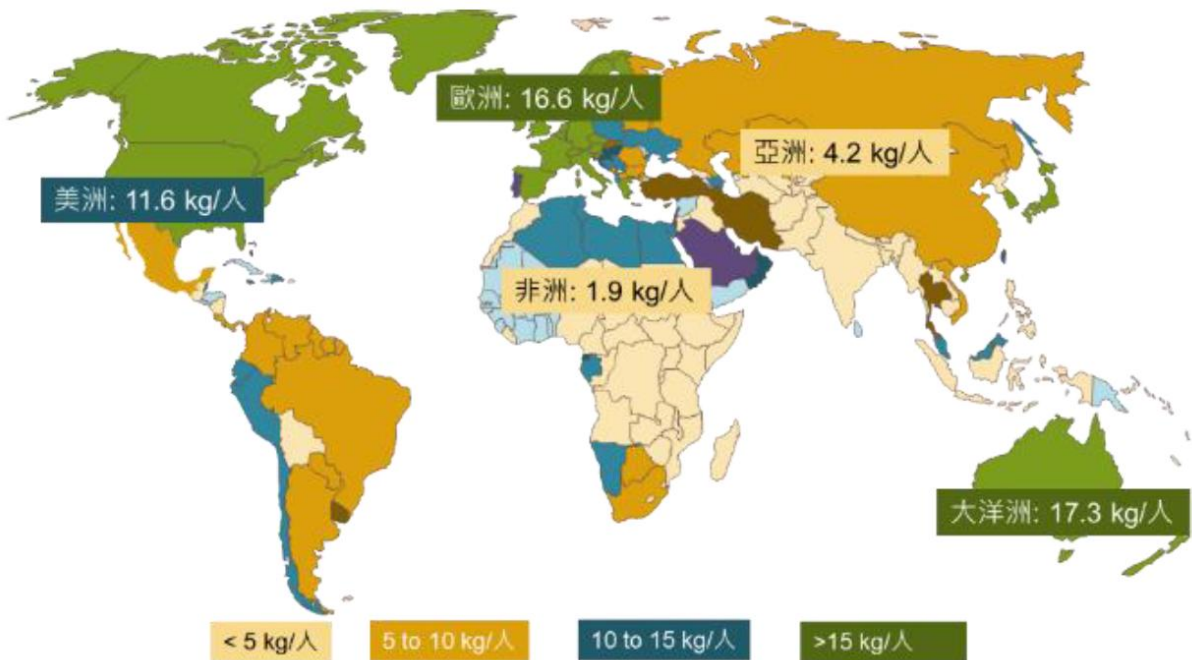 歐洲: 16.6 kg/人
亞洲: 4.2 kg/人
美洲: 11.6 kg/人
非洲: 1.9 kg/人
大洋洲: 17.3 kg/人
< 5 kg/人
5 to 10 kg/人
10 to 15 kg/人
>15 kg/人